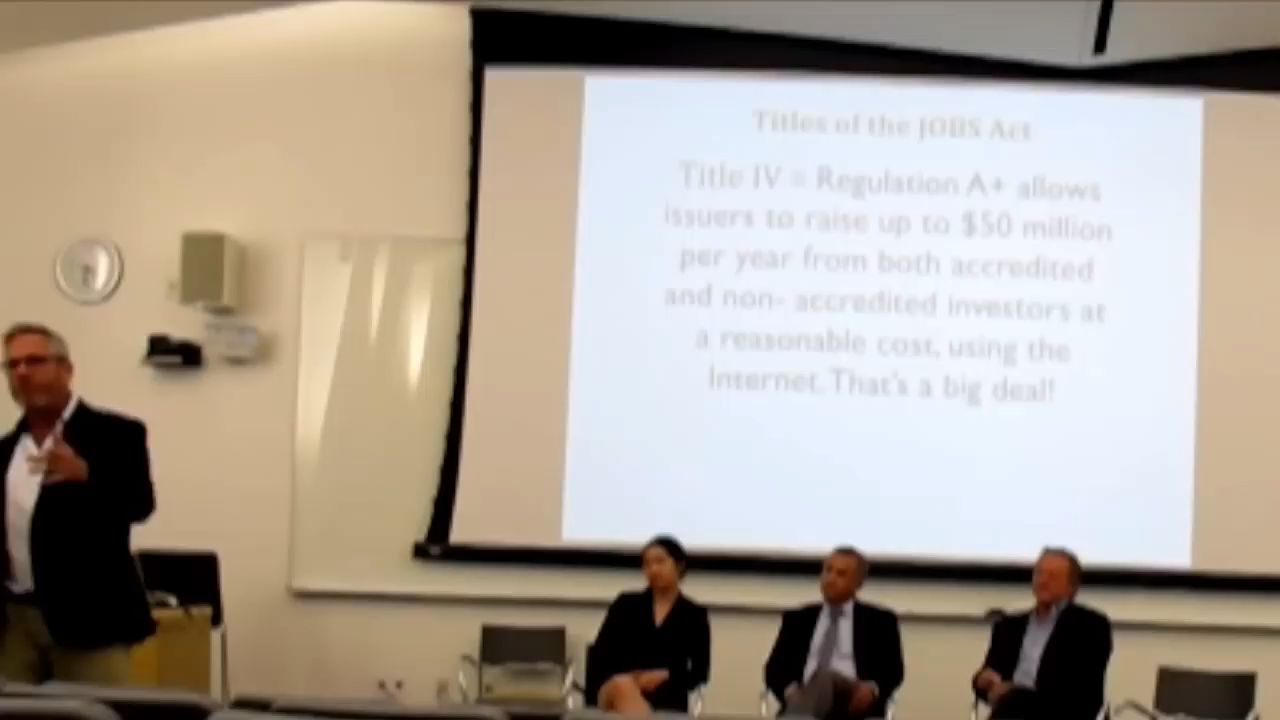 Titles of the JOBS Act
Title IV = Regulation A+ allows
issuers to raise up to $50 million
per year from both accredited
and non- accredited investors at
a reasonable cost, using the
Internet. That's a big deal!